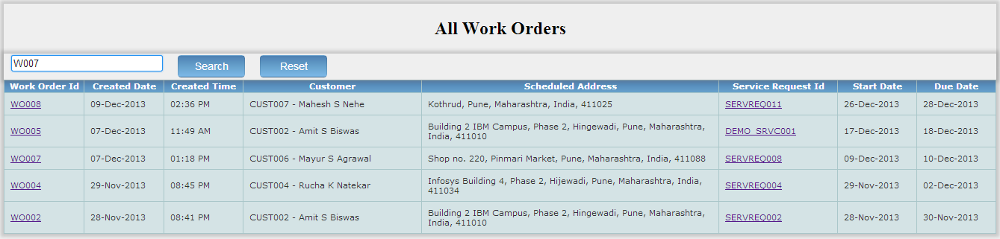 All Work Orders
W007
Search Reset
Work Order Id Created Date Created Time Customer Scheduled Address Service Request Id Start Date Due Date
WO008 09-Dec-2013 02:36 PM CUST007 - Mahesh S Nehe Kothrud, Pune, Maharashtra, India, 411025 SERVREQ011 26-Dec-2013 28-Dec-2013
WO005 07-Dec-2013 11:49 AM CUST002 - Amit S Biswas Building 2 IBM Campus, Phase 2, Hingewadi, Pune, Maharashtra,
India, 411010 DEMO_SRVC001 17-Dec-2013 18-Dec-2013
WO007 07-Dec-2013 01:18 PM CUST006 - Mayur S Agrawal Shop no. 220, Pinmari Market, Pune, Maharashtra, India, 411088 SERVREQ008 09-Dec-2013 10-Dec-2013
WO004 29-Nov-2013 08:45 PM CUST004 - Rucha K Natekar Infosys Building 4, Phase 2, Hijewadi, Pune, Maharashtra, India,
411034 SERVREQ004 29-Nov-2013 02-Dec-2013
WO002 28-Nov-2013 08:41 PM CUST002 - Amit S Biswas Building 2 IBM Campus, Phase 2, Hingewadi, Pune, Maharashtra,
India, 411010 SERVREQ002 28-Nov-2013 30-Nov-2013